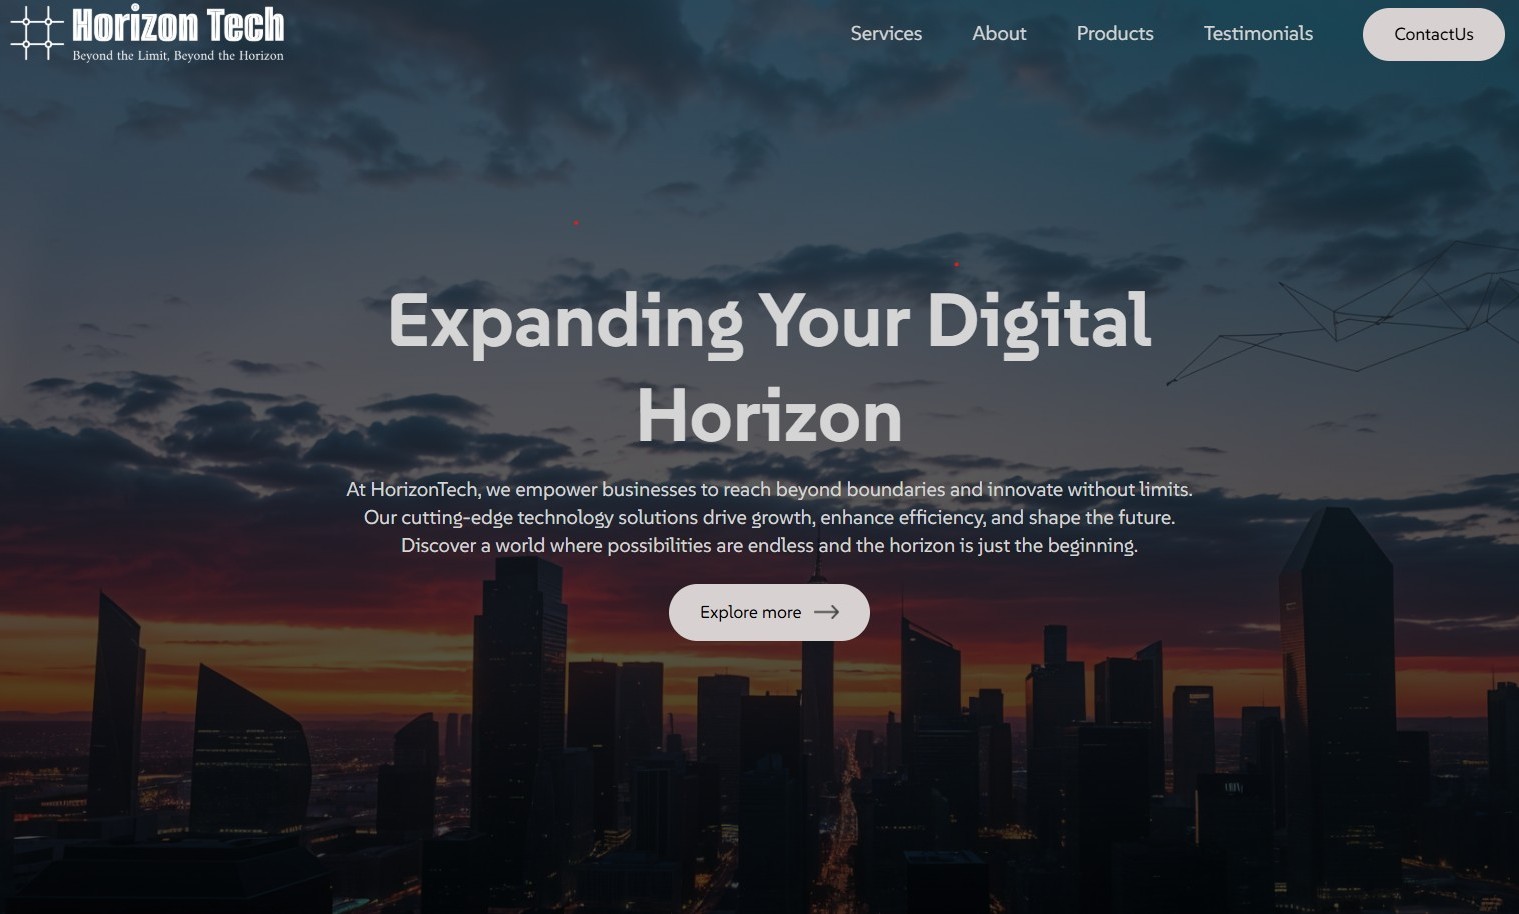 Horizon Tech
Beyond the Limit, Beyond the Horizon
Services
About
Products
Testimonials
ContactUs
Expanding Your Digital
Horizon
At HorizonTech, we empower businesses to reach beyond boundaries and innovate without limits.
Our cutting-edge technology solutions drive growth, enhance efficiency, and shape the future.
Discover a world where possibilities are endless and the horizon is just the beginning.
Explore more